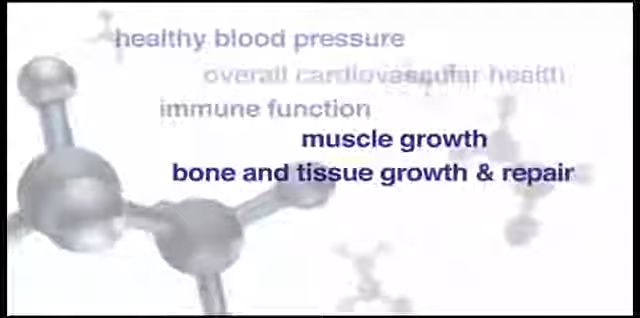 healthy blood pressure
overall cardiovascular health
immune function
muscle growth
bone and tissue growth & repair